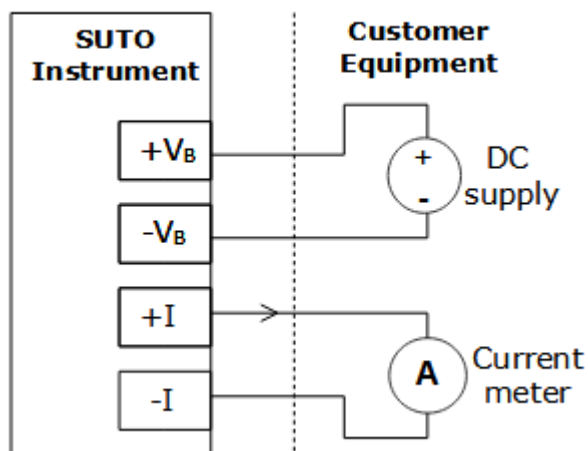 SUTO
Instrument
Customer
Equipment
+VB
-VB
+I
-I
+
-
DC
supply
A
Current
meter